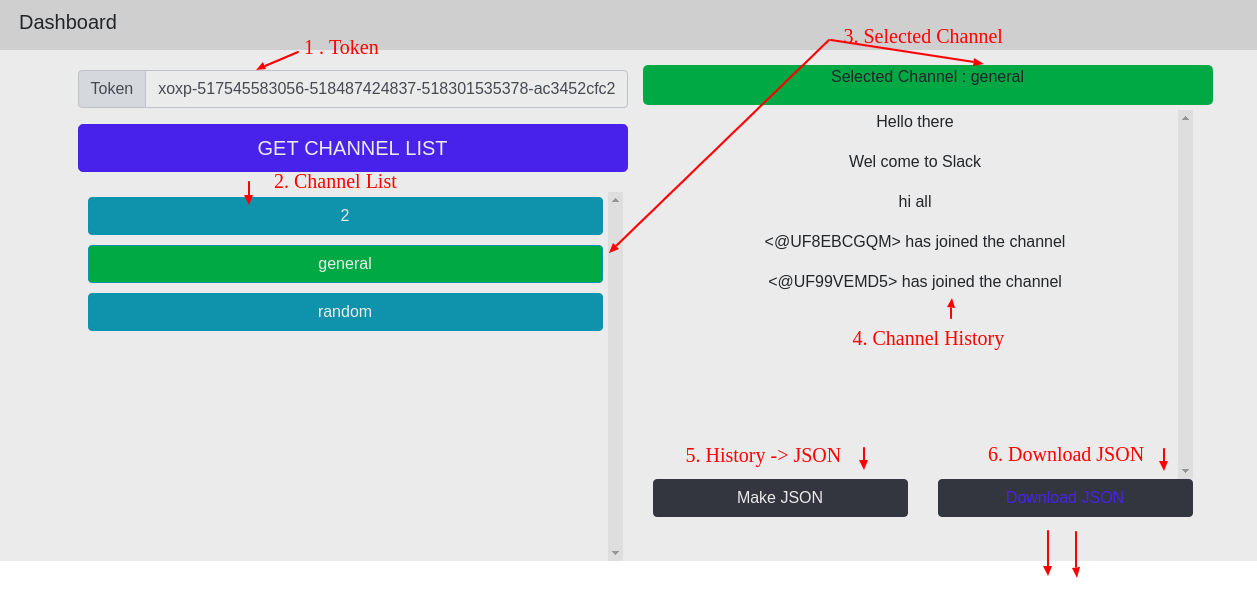 Dashboard
1 . Token
Token xoxp-517545583056-518487424837-518301535378-ac3452cfc2
GET CHANNEL LIST
2. Channel List
2
general
random
3. Selected Channel
Selected Channel : general
Hello there
Wel come to Slack
hi all
<@UF8EBCGQM> has joined the channel
<@UF99VEMD5> has joined the channel
4. Channel History
5. History -> JSON
6. Download JSON
Make JSON
Download JSON